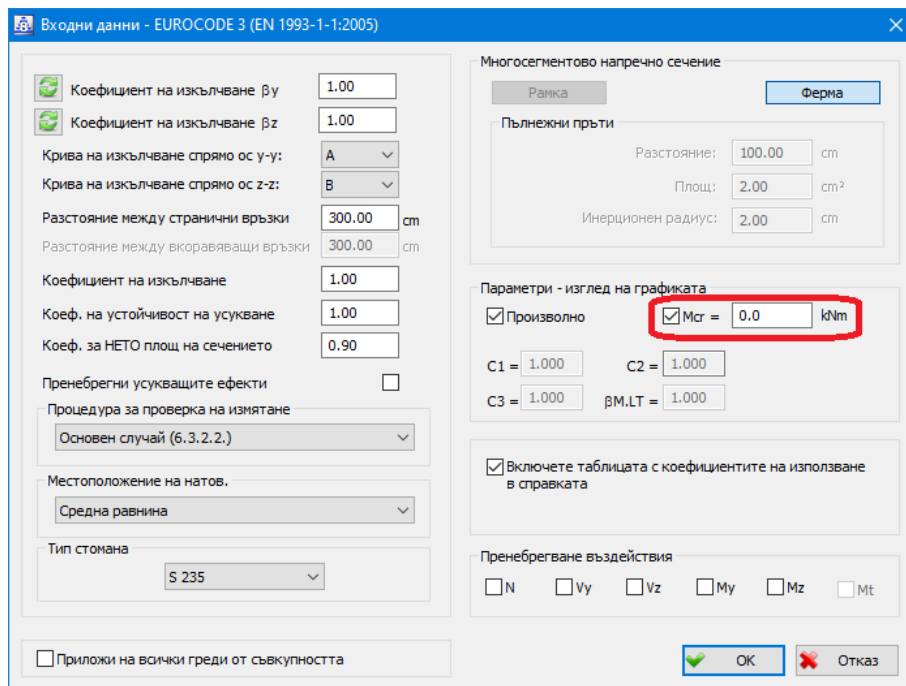 Входни данни - EUROCODE 3 (EN 1993-1-1:2005)
Коефициент на изкълчване βy 1.00
Коефициент на изкълчване βz 1.00
Крива на изкълчване спрямо ос y-y: A
Крива на изкълчване спрямо ос z-z: B
Разстояние между странични връзки 300.00 cm
Разстояние между вкоравяващи връзки 300.00 cm
Коефициент на изкълчване 1.00
Коеф. на устойчивост на усукване 1.00
Коеф. за НЕТО площ на сечението 0.90
Пренебрегни усукващите ефекти
Процедура за проверка на измятане
Основен случай (6.3.2.2.)
Местоположение на натов.
Средна равнина
Тип стомана
S 235
Приложи на всички греди от съвкупността
Многосегментово напречно сечение
Рамка Ферма
Пълнежни пръти
Разстояние: 100.00 cm
Площ: 2.00 cm²
Инерционен радиус: 2.00 cm
Параметри - изглед на графиката
Произволно Mcr = 0.0 kNm
C1 = 1.000 C2 = 1.000
C3 = 1.000 βM.LT = 1.000
Включете таблицата с коефициентите на използване
в справката
Пренебрегване въздействия
N Vy Vz My Mz Mt
OK Отказ